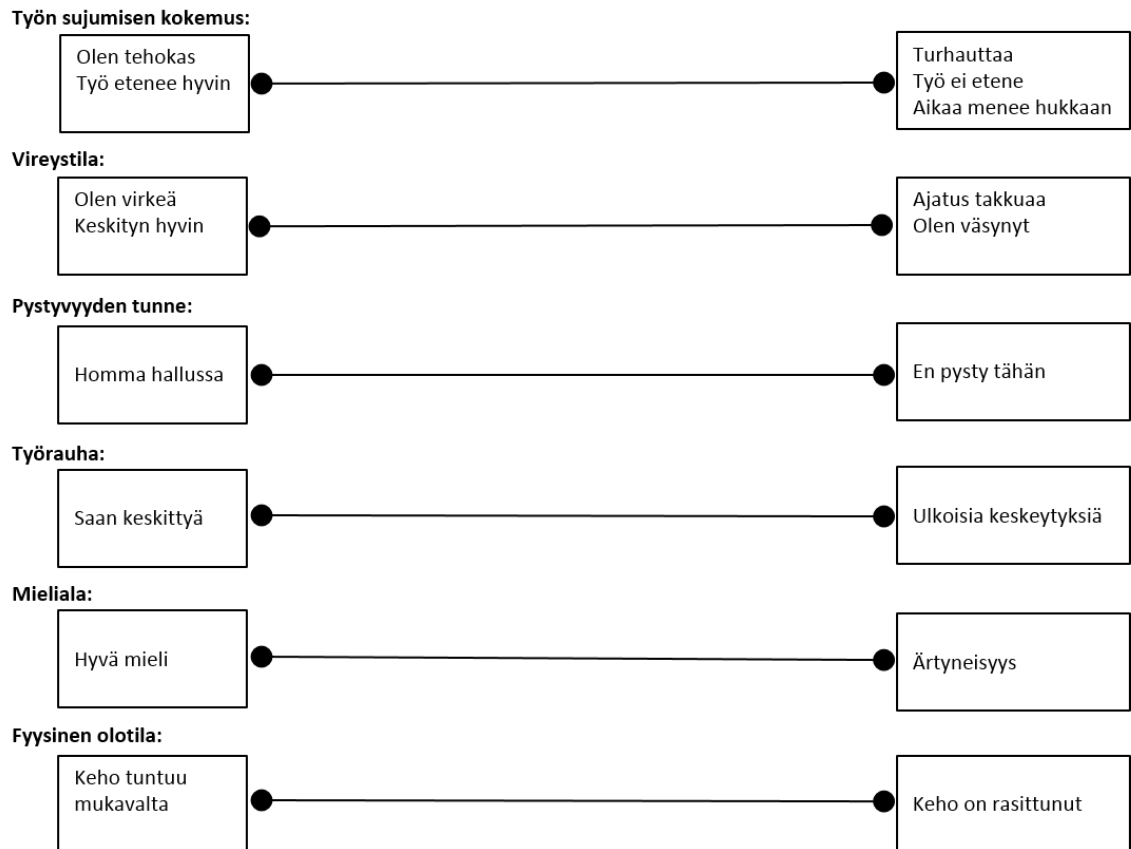 Työn sujumisen kokemus:
Olen tehokas
Työ etenee hyvin
Turhauttaa
Työ ei etene
Aikaa menee hukkaan
Vireystila:
Olen virkeä
Keskityn hyvin
Ajatus takkuaa
Olen väsynyt
Pystyvyyden tunne:
Homma hallussa
En pysty tähän
Työrauha:
Saan keskittyä
Ulkoisia keskeytyksiä
Mieliala:
Hyvä mieli
Ärtyneisyys
Fyysinen olotila:
Keho tuntuu
mukavalta
Keho on rasittunut